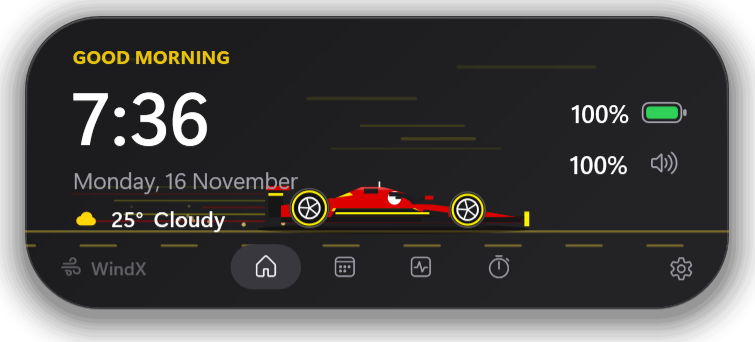 GOOD MORNING
7:36
100%
Monday, 16 November
100%
25° Cloudy
WindX